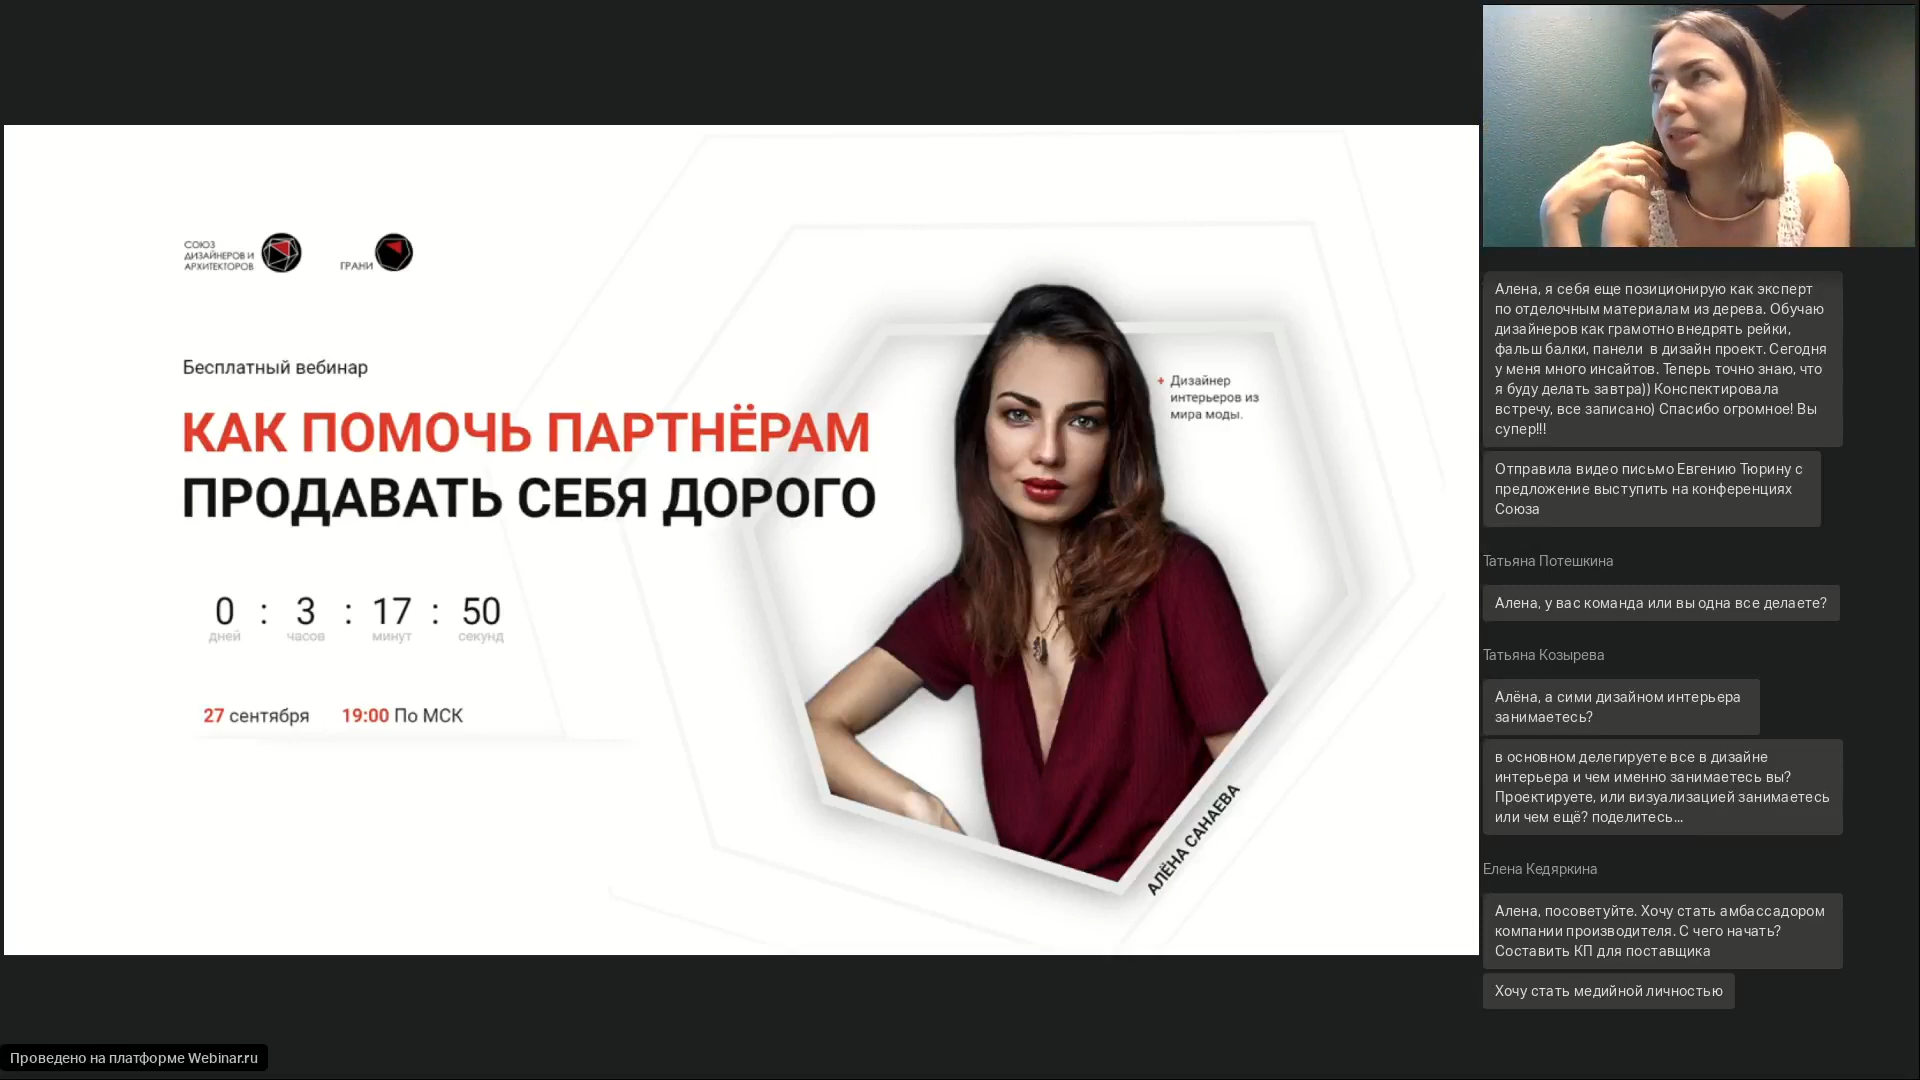 СОЮЗ
ДИЗАЙНЕРОВ И
АРХИТЕКТОРОВ
ГРАНИ
Бесплатный вебинар
КАК ПОМОЧЬ ПАРТНЁРАМ
ПРОДАВАТЬ СЕБЯ ДОРОГО
0 : 3 : 17 : 50
дней часов минут секунд
27 сентября 19:00 По МСК
+ Дизайнер
интерьеров из
мира моды.
АЛЁНА САНАЕВА
Алена, я себя еще позиционирую как эксперт
по отделочным материалам из дерева. Обучаю
дизайнеров как грамотно внедрять рейки,
фальш балки, панели в дизайн проект. Сегодня
у меня много инсайтов. Теперь точно знаю, что
я буду делать завтра)) Конспектировала
встречу, все записано) Спасибо огромное! Вы
супер!!!
Отправила видео письмо Евгению Тюрину с
предложение выступить на конференциях
Союза
Татьяна Потешкина
Алена, у вас команда или вы одна все делаете?
Татьяна Козырева
Алёна, а сими дизайном интерьера
занимаетесь?
в основном делегируете все в дизайне
интерьера и чем именно занимаетесь вы?
Проектируете, или визуализацией занимаетесь
или чем ещё? поделитесь...
Елена Кедяркина
Алена, посоветуйте. Хочу стать амбассадором
компании производителя. С чего начать?
Составить КП для поставщика
Хочу стать медийной личностью
Проведено на платформе Webinar.ru